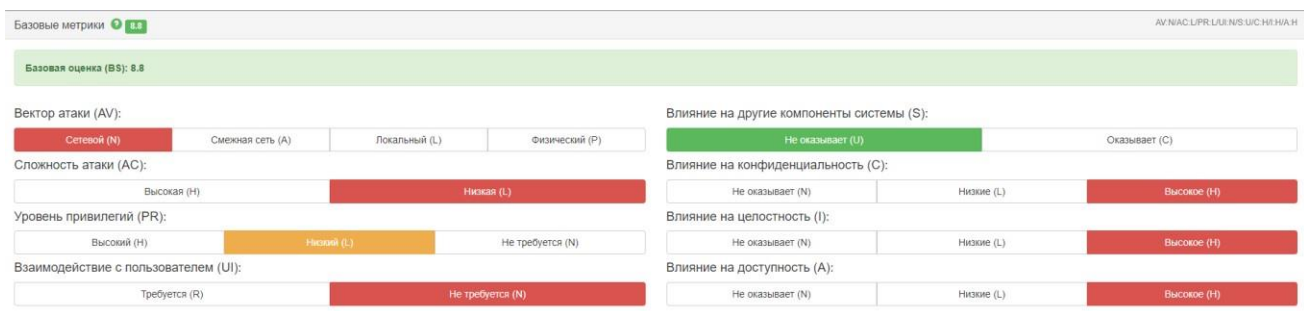 Базовые метрики ? 8.8
AV:N/AC:L/PR:L/UI:N/S:U/C:H/I:H/A:H
Базовая оценка (BS): 8.8
Вектор атаки (AV):
Сетевой (N) Смежная сеть (A) Локальный (L) Физический (P)
Сложность атаки (AC):
Высокая (H) Низкая (L)
Уровень привилегий (PR):
Высокий (H) Низкий (L) Не требуется (N)
Взаимодействие с пользователем (UI):
Требуется (R) Не требуется (N)
Влияние на другие компоненты системы (S):
Не оказывает (U) Оказывает (C)
Влияние на конфиденциальность (C):
Не оказывает (N) Низкие (L) Высокое (H)
Влияние на целостность (I):
Не оказывает (N) Низкие (L) Высокое (H)
Влияние на доступность (A):
Не оказывает (N) Низкие (L) Высокое (H)